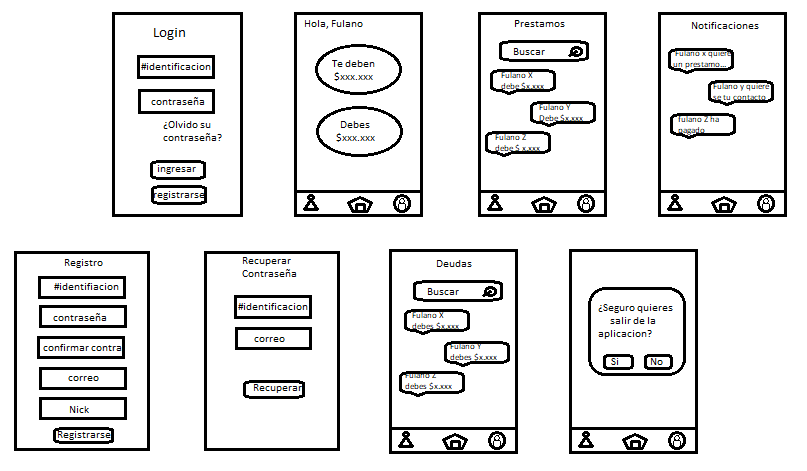 Login
#identificacion
contraseña
¿Olvido su
contraseña?
ingresar
registrarse
Hola, Fulano
Te deben
$xxx.xxx
Debes
$xxx.xxx
Prestamos
Buscar
Fulano X
debe $x.xxx
Fulano Y
Debe $x.xxx
Fulano Z
debe $ x.xxx
Notificaciones
Fulano x quiere
un prestamo...
Fulano y quiere
se tu contacto
fulano Z ha
pagado
Registro
#identifiacion
contraseña
confirmar contra
correo
Nick
Registrarse
Recuperar
Contraseña
#identificacion
correo
Recuperar
Deudas
Buscar
Fulano X
debes $x.xxx
Fulano Y
debes $x.xxx
Fulano Z
debes $x.xxx
¿Seguro quieres
salir de la
aplicacion?
Si
No